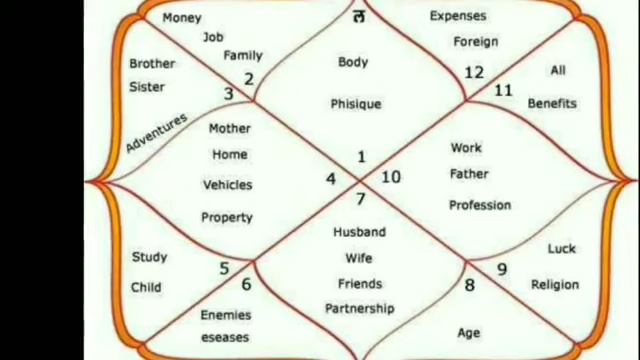 ल
Money
Job
Family
2
Brother
Sister
3
Adventures
Body
Phisique
1
Expenses
Foreign
12
All
11
Benefits
Mother
Home
4
Vehicles
Property
Work
10
Father
Profession
7
Husband
Wife
Friends
Partnership
Study
5
Child
6
Enemies
eseases
8
Age
Luck
9
Religion